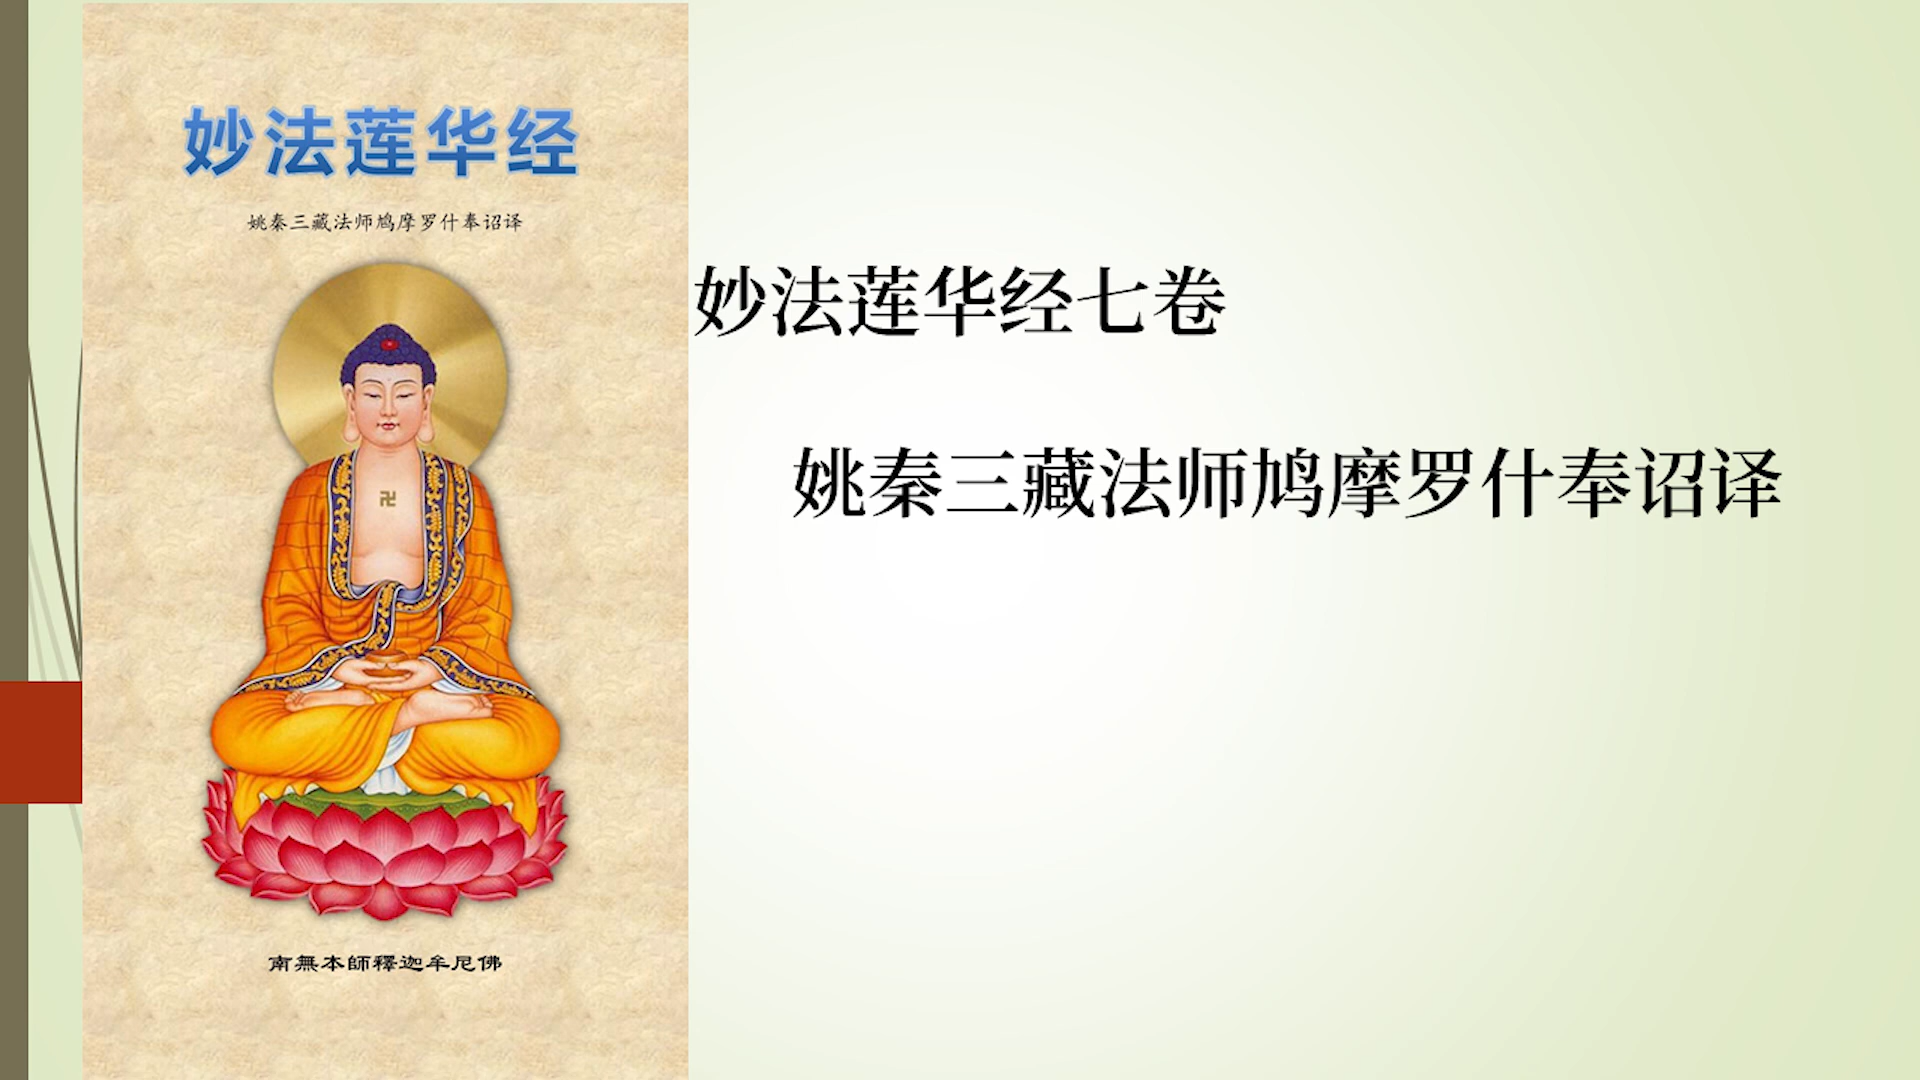 妙法莲华经
姚秦三藏法师鸠摩罗什奉诏译
卍
南無本師釋迦牟尼佛
妙法莲华经七卷
姚秦三藏法师鸠摩罗什奉诏译